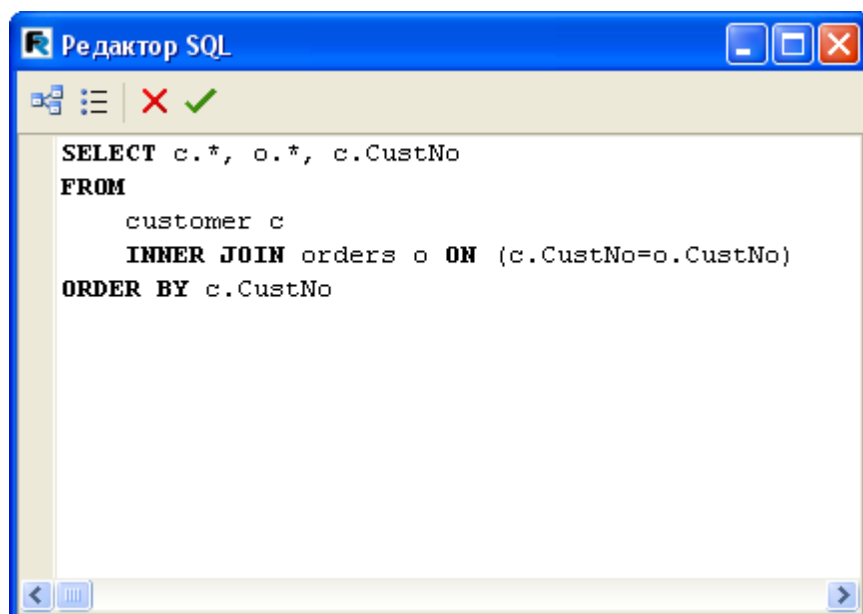 Редактор SQL
SELECT c.*, o.*, c.CustNo
FROM
customer c
INNER JOIN orders o ON (c.CustNo=o.CustNo)
ORDER BY c.CustNo